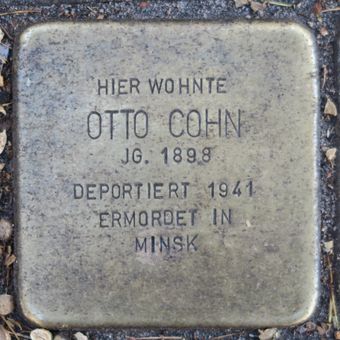 HIER WOHNTE
OTTO COHN
JG. 1898
DEPORTIERT 1941
ERMORDET IN
MINSK